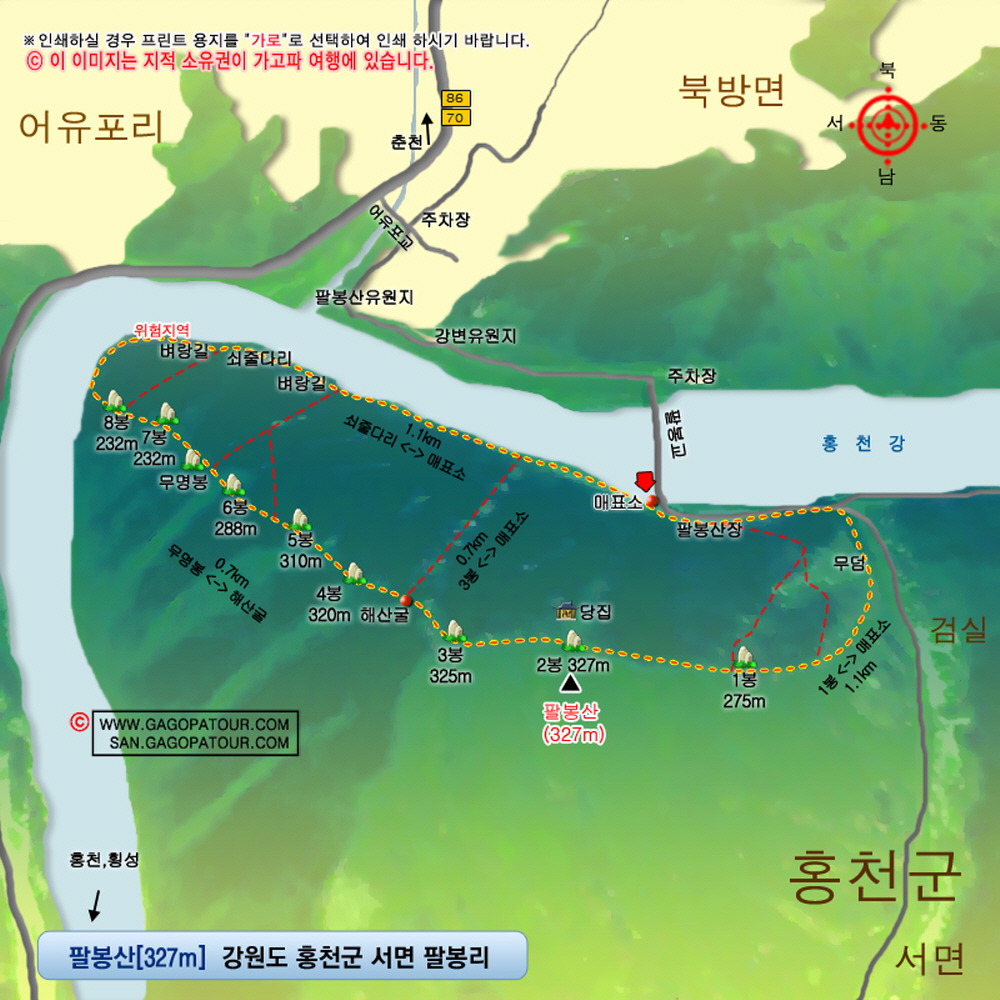 ※ 인쇄하실 경우 프린트 용지를 "가로"로 선택하여 인쇄 하시기 바랍니다.
© 이 이미지는 지적 소유권이 가고파 여행에 있습니다.
어유포리
북방면
86
70
춘천
북
서
동
남
어유포교
주차장
팔봉산유원지
강변유원지
위험지역
벼랑길
쇠줄다리
벼랑길
주차장
팔봉교
홍 천 강
1.1km
쇠줄다리 <-> 매표소
8봉
232m
7봉
232m
무명봉
6봉
288m
5봉
310m
4봉
320m
해산굴
0.7km
무명봉 <-> 해산굴
0.7km
3봉 <-> 매표소
매표소
팔봉산장
무덤
당집
3봉
325m
2봉 327m
팔봉산
(327m)
1봉
275m
1봉 <-> 매표소
1.1km
검실
© WWW.GAGOPATOUR.COM
SAN.GAGOPATOUR.COM
홍천,횡성
홍천군
서면
팔봉산[327m] 강원도 홍천군 서면 팔봉리